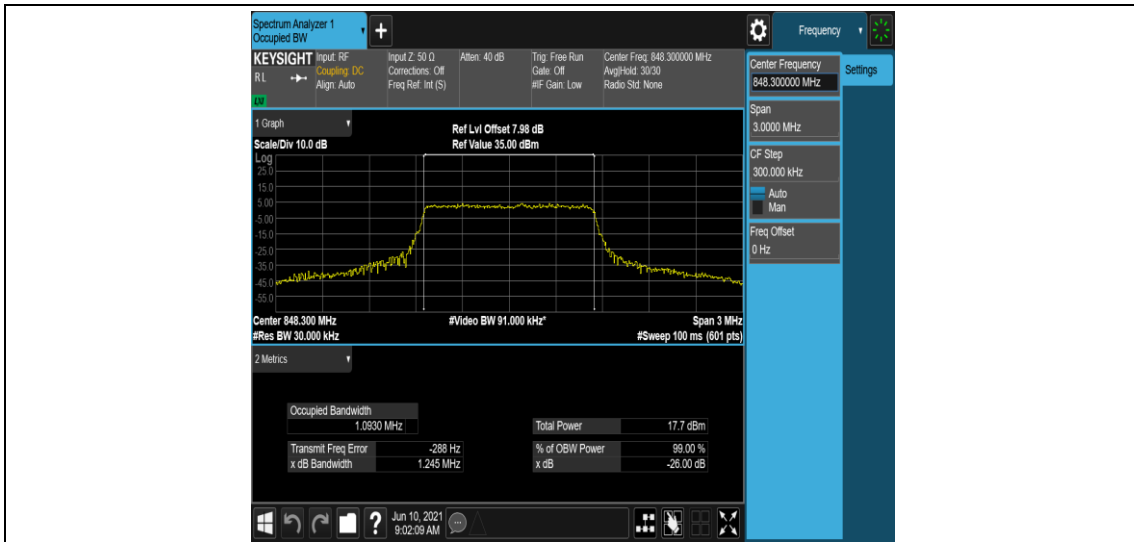 Spectrum Analyzer 1
Occupied BW
+
Frequency
KEYSIGHT
RL
LXI
Input: RF
Coupling: DC
Align: Auto
Input Z: 50 Ω
Corrections: Off
Freq Ref: Int (S)
Atten: 40 dB
Trig: Free Run
Gate: Off
#IF Gain: Low
Center Freq: 848.300000 MHz
Avg|Hold: 30/30
Radio Std: None
Center Frequency
848.300000 MHz
Settings
Span
3.0000 MHz
CF Step
300.000 kHz
Auto
Man
Freq Offset
0 Hz
1 Graph
Ref Lvl Offset 7.98 dB
Scale/Div 10.0 dB
Ref Value 35.00 dBm
Log
25.0
15.0
5.00
-5.00
-15.0
-25.0
-35.0
-45.0
-55.0
Center 848.300 MHz
#Video BW 91.000 kHz*
Span 3 MHz
#Res BW 30.000 kHz
#Sweep 100 ms (601 pts)
2 Metrics
Occupied Bandwidth
1.0930 MHz
Total Power 17.7 dBm
Transmit Freq Error -288 Hz
% of OBW Power 99.00 %
x dB Bandwidth 1.245 MHz
x dB -26.00 dB
?
Jun 10, 2021
9:02:09 AM